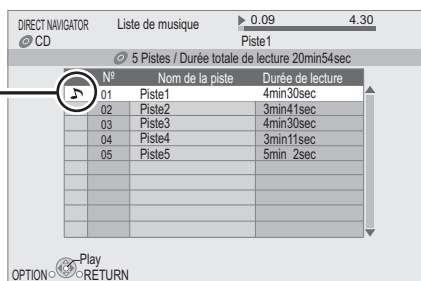 DIRECT NAVIGATOR Liste de musique 0.09 4.30
CD Piste1
5 Pistes / Durée totale de lecture 20min54sec
Nº Nom de la piste Durée de lecture
01 Piste1 4min30sec
02 Piste2 3min41sec
03 Piste3 4min30sec
04 Piste4 3min11sec
05 Piste5 5min 2sec
Play
OPTION RETURN